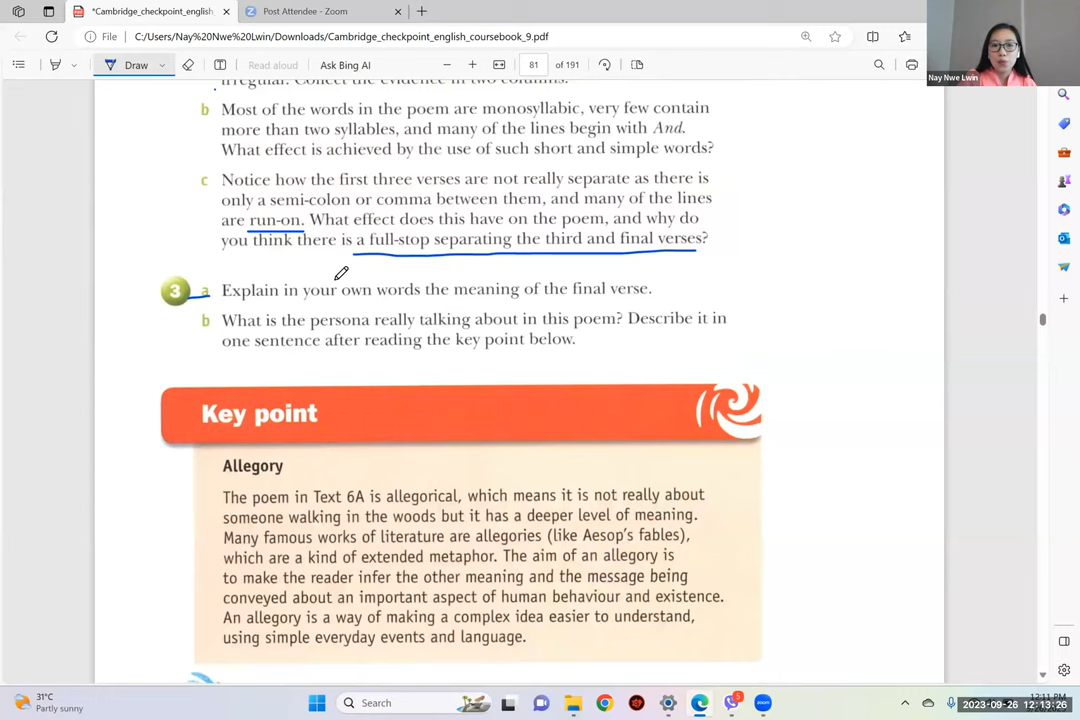 *Cambridge_checkpoint_english
Post Attendee - Zoom
File
C:/Users/Nay%20Nwe%20Lwin/Downloads/Cambridge_checkpoint_english_coursebook_9.pdf
Draw
Read aloud
Ask Bing AI
81 of 191
Nay Nwe Lwin
irregular. Collect the evidence in two columns.
b Most of the words in the poem are monosyllabic, very few contain
more than two syllables, and many of the lines begin with And.
What effect is achieved by the use of such short and simple words?
c Notice how the first three verses are not really separate as there is
only a semi-colon or comma between them, and many of the lines
are run-on. What effect does this have on the poem, and why do
you think there is a full-stop separating the third and final verses?
3 a Explain in your own words the meaning of the final verse.
b What is the persona really talking about in this poem? Describe it in
one sentence after reading the key point below.
Key point
Allegory
The poem in Text 6A is allegorical, which means it is not really about
someone walking in the woods but it has a deeper level of meaning.
Many famous works of literature are allegories (like Aesop's fables),
which are a kind of extended metaphor. The aim of an allegory is
to make the reader infer the other meaning and the message being
conveyed about an important aspect of human behaviour and existence.
An allegory is a way of making a complex idea easier to understand,
using simple everyday events and language.
31°C
Partly sunny
Search
5
2023-09-26 12:13:26